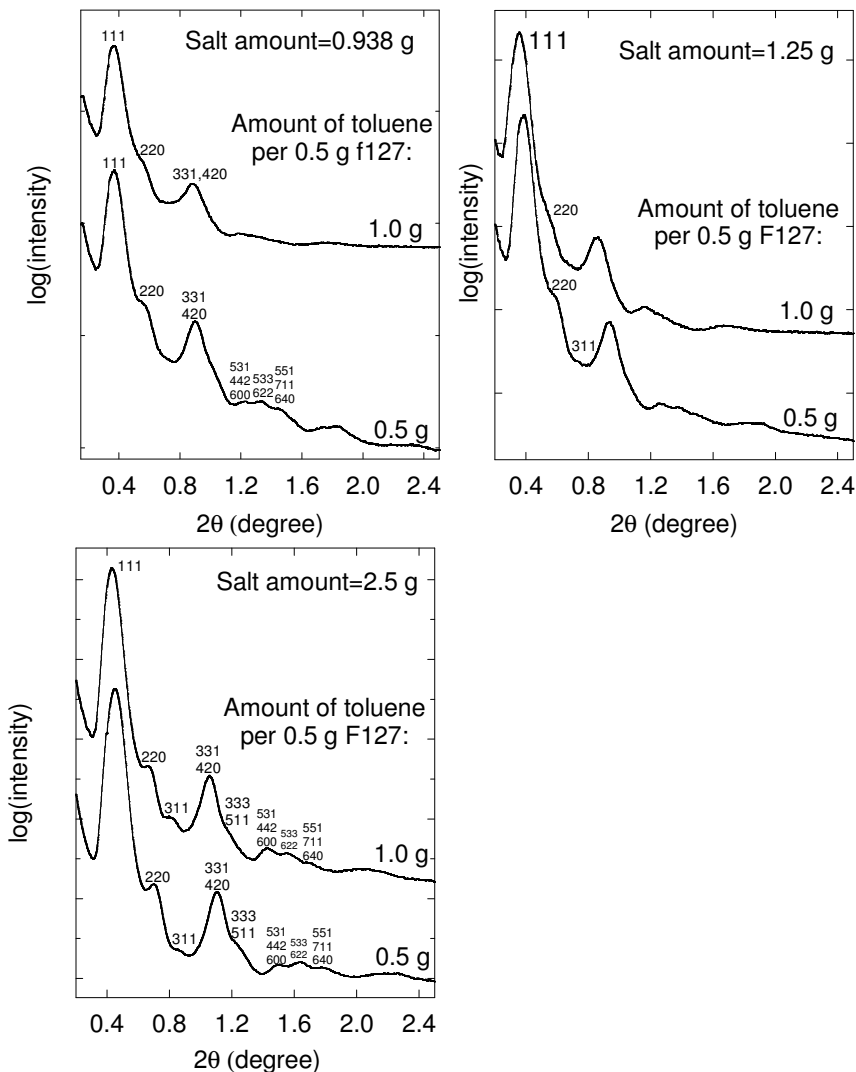 111
Salt amount=0.938 g
Amount of toluene
per 0.5 g f127:
220
111
331,420
1.0 g
220
331
420
531
442
600
533
622
551
711
640
0.5 g
log(intensity)
0.4 0.8 1.2 1.6 2.0 2.4
2θ (degree)
111
Salt amount=1.25 g
Amount of toluene
per 0.5 g F127:
220
1.0 g
220
311
0.5 g
log(intensity)
0.4 0.8 1.2 1.6 2.0 2.4
2θ (degree)
111
Salt amount=2.5 g
Amount of toluene
per 0.5 g F127:
220
311
331
420
333
511
531
442
600
533
622
551
711
640
1.0 g
220
311
331
420
333
511
531
442
600
533
622
551
711
640
0.5 g
log(intensity)
0.4 0.8 1.2 1.6 2.0 2.4
2θ (degree)